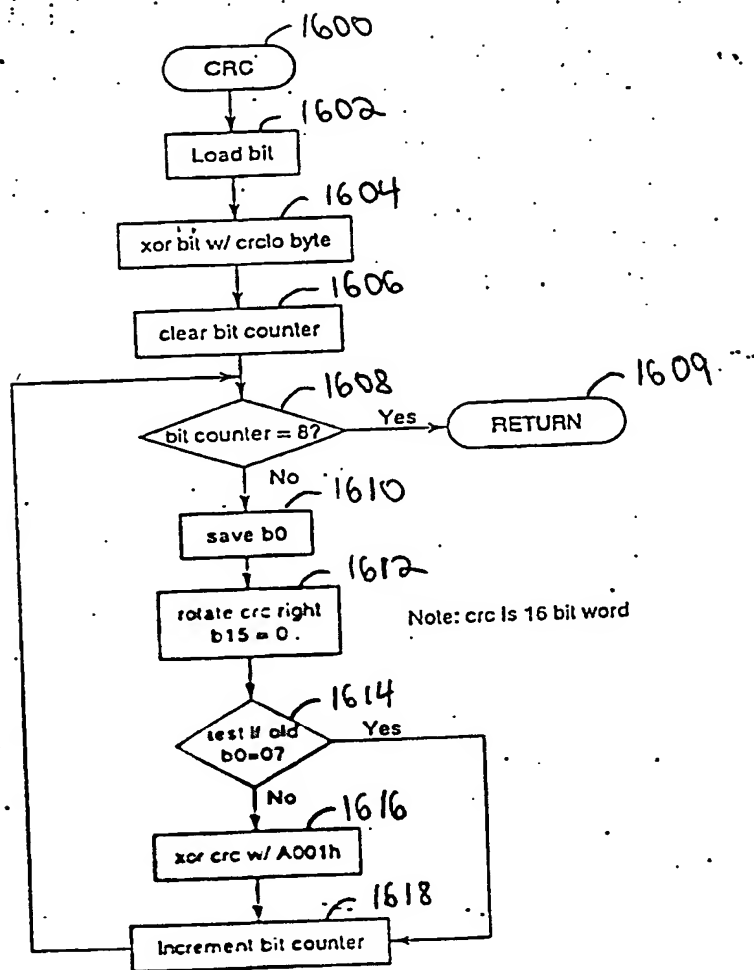 1600
CRC
1602
Load bit
1604
xor bit w/ crclo byte
1606
clear bit counter
1608
1609
bit counter = 8?
Yes
RETURN
No
1610
save b0
1612
rotate crc right
b15 = 0.
Note: crc is 16 bit word
1614
test if old
b0=0?
Yes
No
1616
xor crc w/ A001h
1618
Increment bit counter